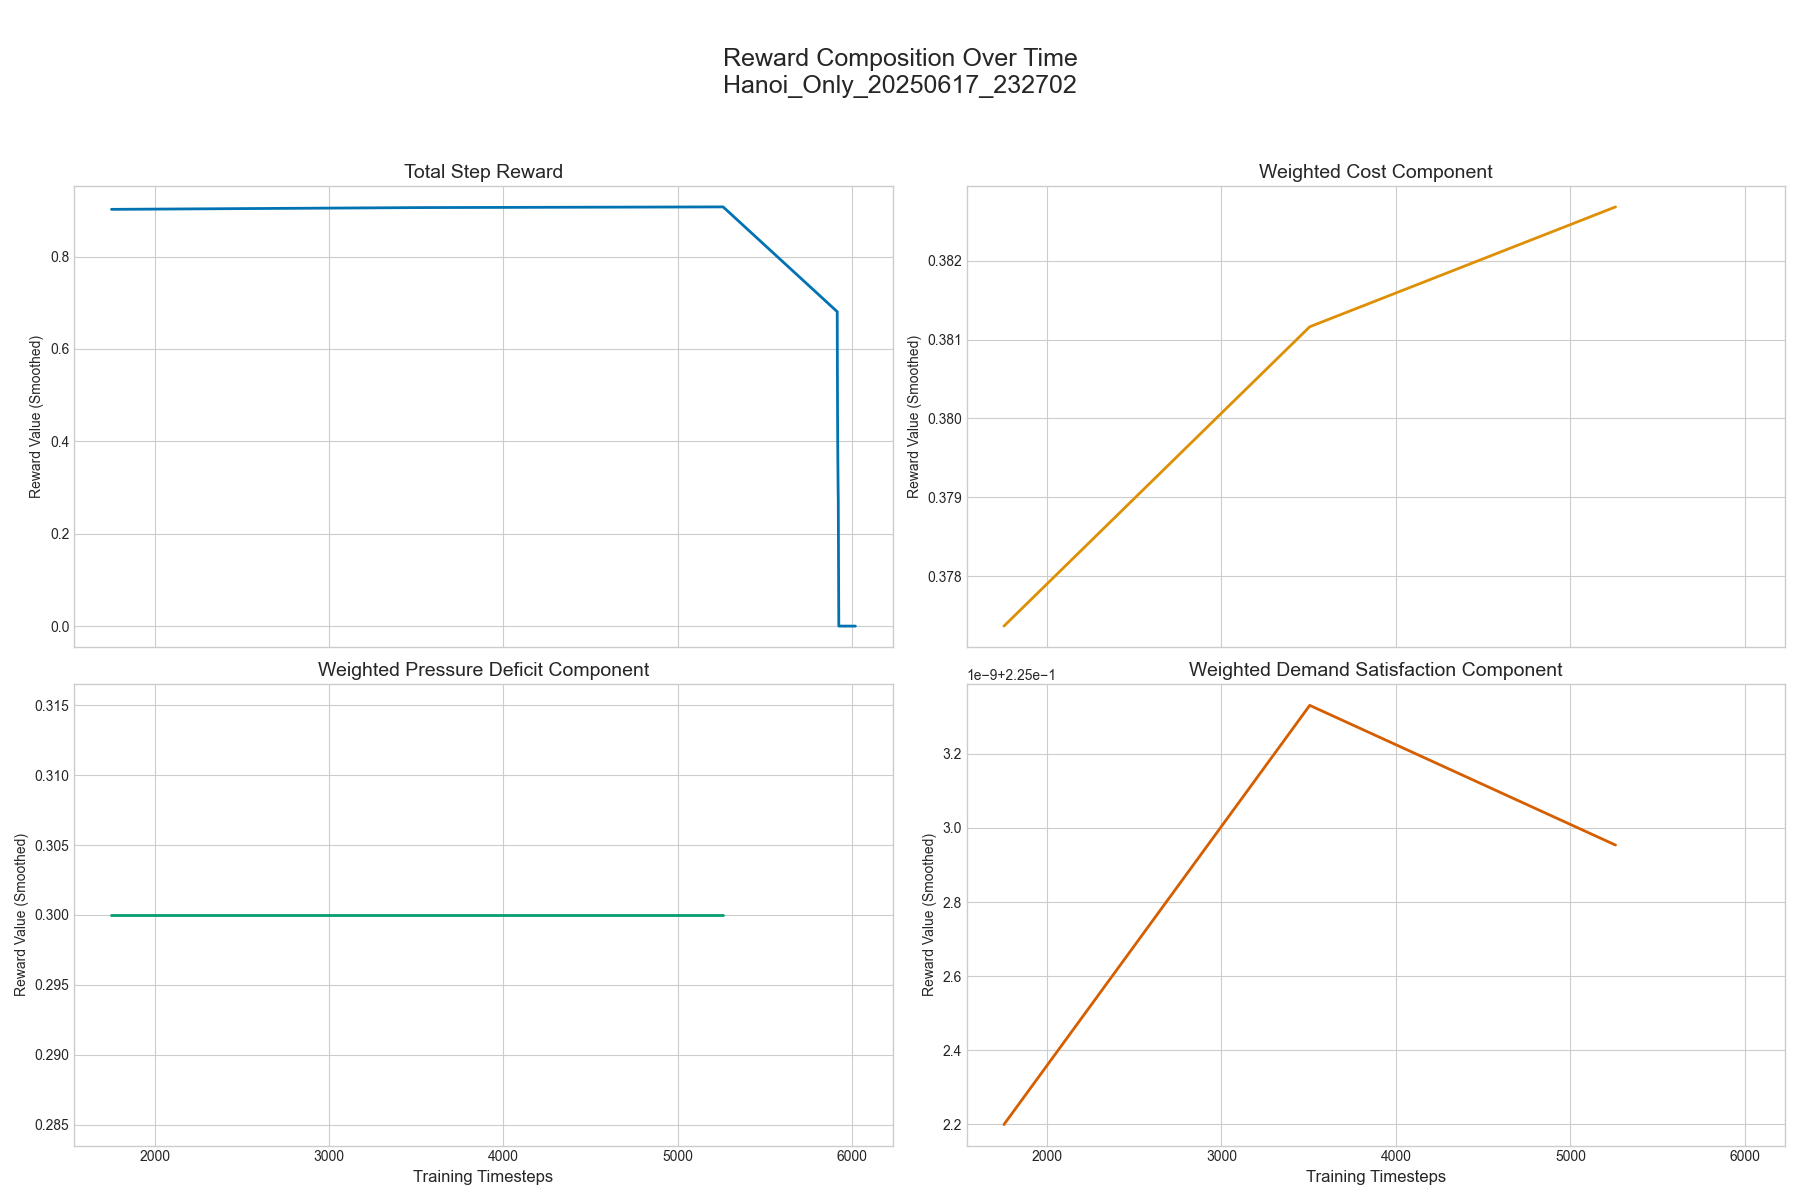 Reward Composition Over Time
Hanoi_Only_20250617_232702
Total Step Reward
Reward Value (Smoothed)
0.8
0.6
0.4
0.2
0.0
Weighted Cost Component
Reward Value (Smoothed)
0.382
0.381
0.380
0.379
0.378
Weighted Pressure Deficit Component
Reward Value (Smoothed)
0.315
0.310
0.305
0.300
0.295
0.290
0.285
2000 3000 4000 5000 6000
Training Timesteps
Weighted Demand Satisfaction Component
1e−9+2.25e−1
Reward Value (Smoothed)
3.2
3.0
2.8
2.6
2.4
2.2
2000 3000 4000 5000 6000
Training Timesteps